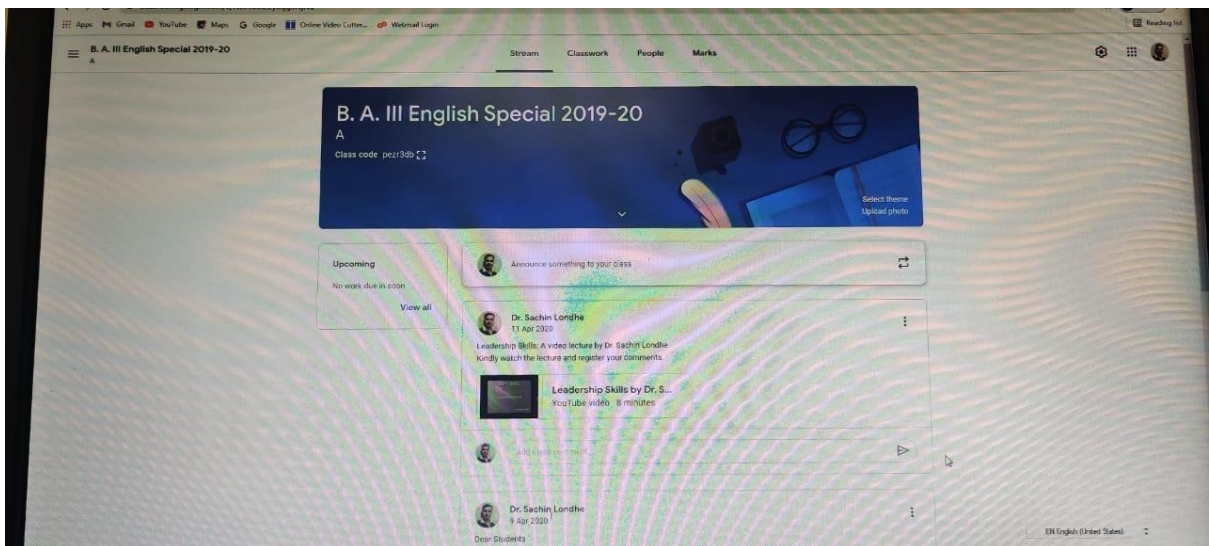 Apps Gmail YouTube Maps G Google Online Video Cutter... Webmail Login Reading list
B. A. III English Special 2019-20
A
Stream Classwork People Marks
B. A. III English Special 2019-20
A
Class code pezr3db
Select theme
Upload photo
Upcoming
No work due in soon
View all
Announce something to your class
Dr. Sachin Londhe
11 Apr 2020
Leadership Skills: A video lecture by Dr. Sachin Londhe
Kindly watch the lecture and register your comments.
Leadership Skills by Dr. S...
YouTube video 8 minutes
Add class comment...
Dr. Sachin Londhe
9 Apr 2020
Dear Students
EN English (United States)